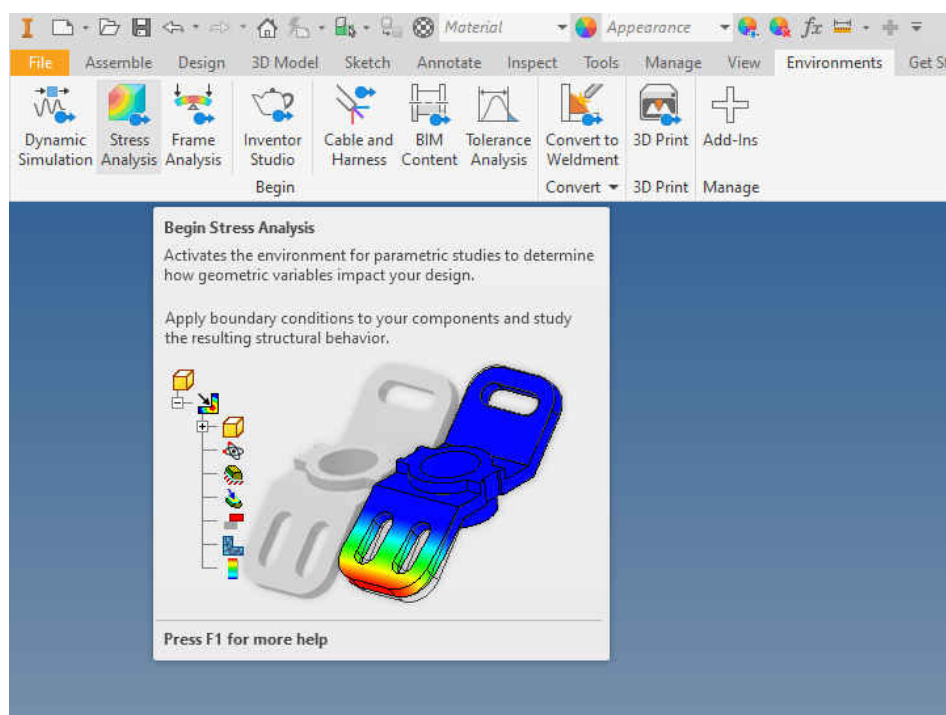 I Material Appearance fx
File Assemble Design 3D Model Sketch Annotate Inspect Tools Manage View Environments Get
Dynamic Simulation
Stress Analysis
Frame Analysis
Inventor Studio
Cable and Harness
BIM Content
Tolerance Analysis
Convert to Weldment
3D Print
Add-Ins
Begin Convert 3D Print Manage
Begin Stress Analysis
Activates the environment for parametric studies to determine
how geometric variables impact your design.
Apply boundary conditions to your components and study
the resulting structural behavior.
Press F1 for more help